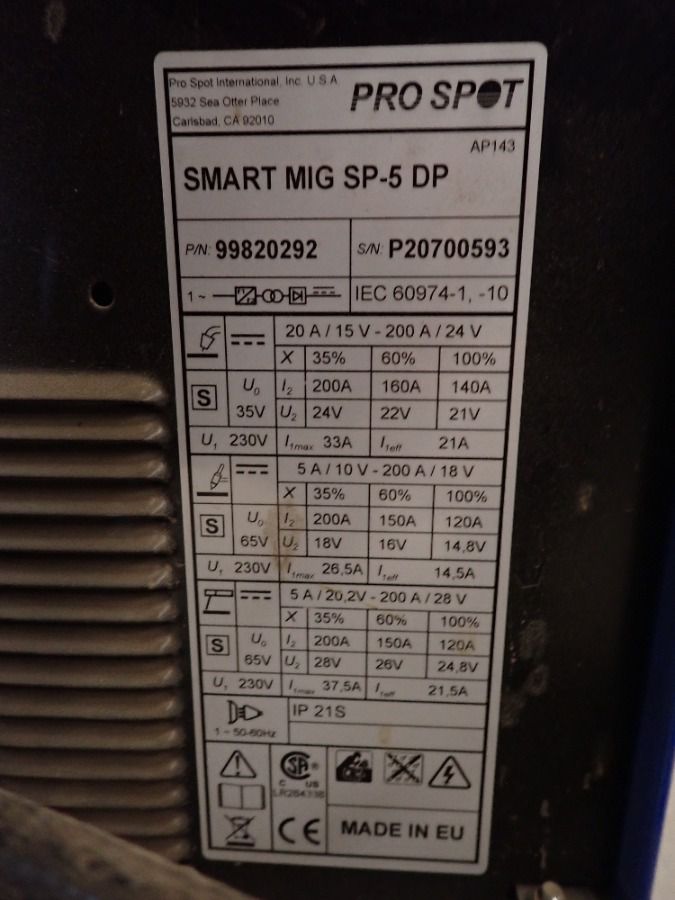 Pro Spot International, Inc. U.S.A
5932 Sea Otter Place
Carlsbad, CA 92010
PRO SPOT
AP143
SMART MIG SP-5 DP
P/N: 99820292
S/N: P20700593
1 ~
IEC 60974-1, -10
20 A / 15 V - 200 A / 24 V
X 35% 60% 100%
S U₀ I₂ 200A 160A 140A
35V U₂ 24V 22V 21V
U₁ 230V I₁max 33A I₁eff 21A
5 A / 10 V - 200 A / 18 V
X 35% 60% 100%
S U₀ I₂ 200A 150A 120A
65V U₂ 18V 16V 14,8V
U₁ 230V I₁max 26,5A I₁eff 14,5A
5 A / 20,2V - 200 A / 28 V
X 35% 60% 100%
S U₀ I₂ 200A 150A 120A
65V U₂ 28V 26V 24,8V
U₁ 230V I₁max 37,5A I₁eff 21,5A
IP 21S
1 ~ 50-60Hz
SA ®
C US
CE
MADE IN EU